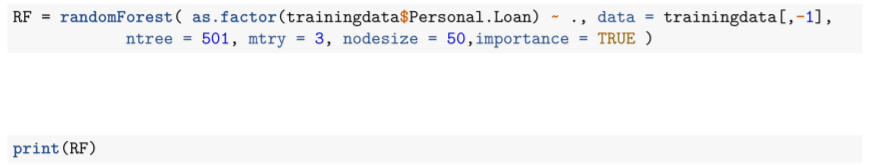 RF = randomForest( as.factor(trainingdata$Personal.Loan) ~ ., data = trainingdata[,-1],
ntree = 501, mtry = 3, nodesize = 50,importance = TRUE )
print(RF)